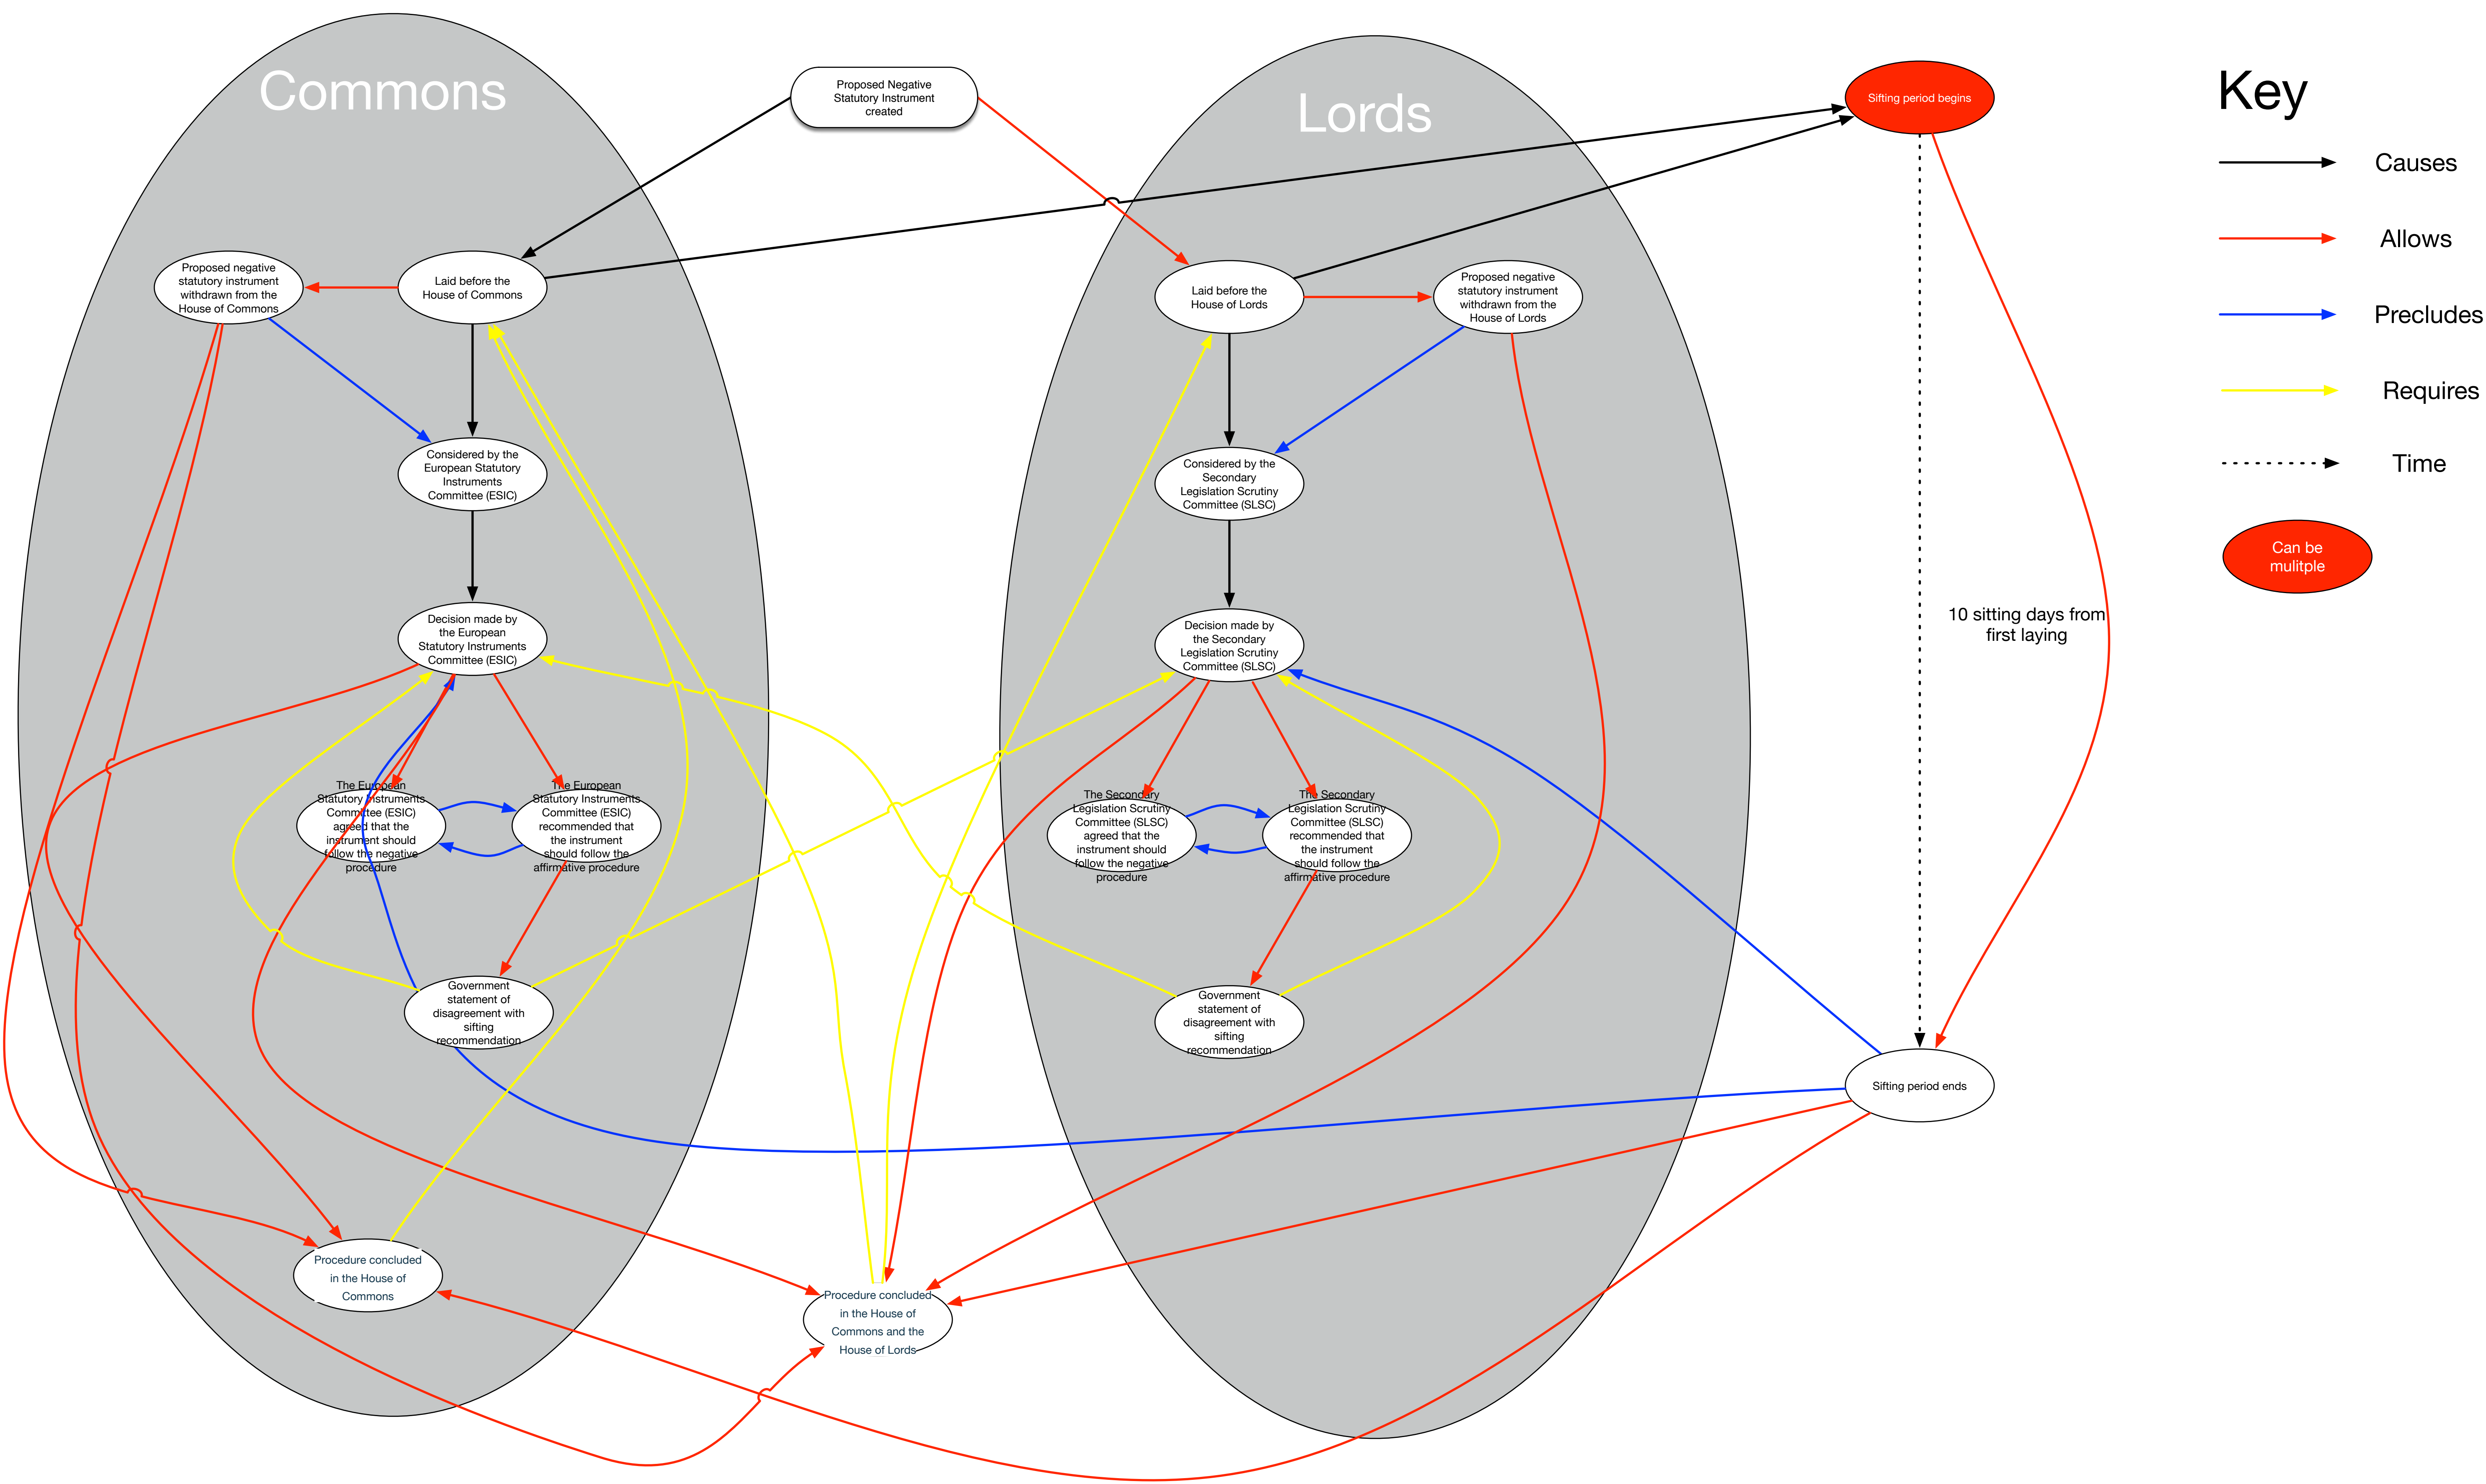 Commons
Lords
Key
Proposed Negative
Statutory Instrument
created
Sifting period begins
Causes
Allows
Precludes
Requires
Time
Can be
mulitple
Proposed negative
statutory instrument
withdrawn from the
House of Commons
Laid before the
House of Commons
Laid before the
House of Lords
Proposed negative
statutory instrument
withdrawn from the
House of Lords
Considered by the
European Statutory
Instruments
Committee (ESIC)
Considered by the
Secondary
Legislation Scrutiny
Committee (SLSC)
Decision made by
the European
Statutory Instruments
Committee (ESIC)
Decision made by
the Secondary
Legislation Scrutiny
Committee (SLSC)
10 sitting days from
first laying
The European
Statutory Instruments
Committee (ESIC)
agreed that the
instrument should
follow the negative
procedure
The European
Statutory Instruments
Committee (ESIC)
recommended that
the instrument
should follow the
affirmative procedure
The Secondary
Legislation Scrutiny
Committee (SLSC)
agreed that the
instrument should
follow the negative
procedure
The Secondary
Legislation Scrutiny
Committee (SLSC)
recommended that
the instrument
should follow the
affirmative procedure
Government
statement of
disagreement with
sifting
recommendation
Government
statement of
disagreement with
sifting
recommendation
Sifting period ends
Procedure concluded
in the House of
Commons
Procedure concluded
in the House of
Commons and the
House of Lords